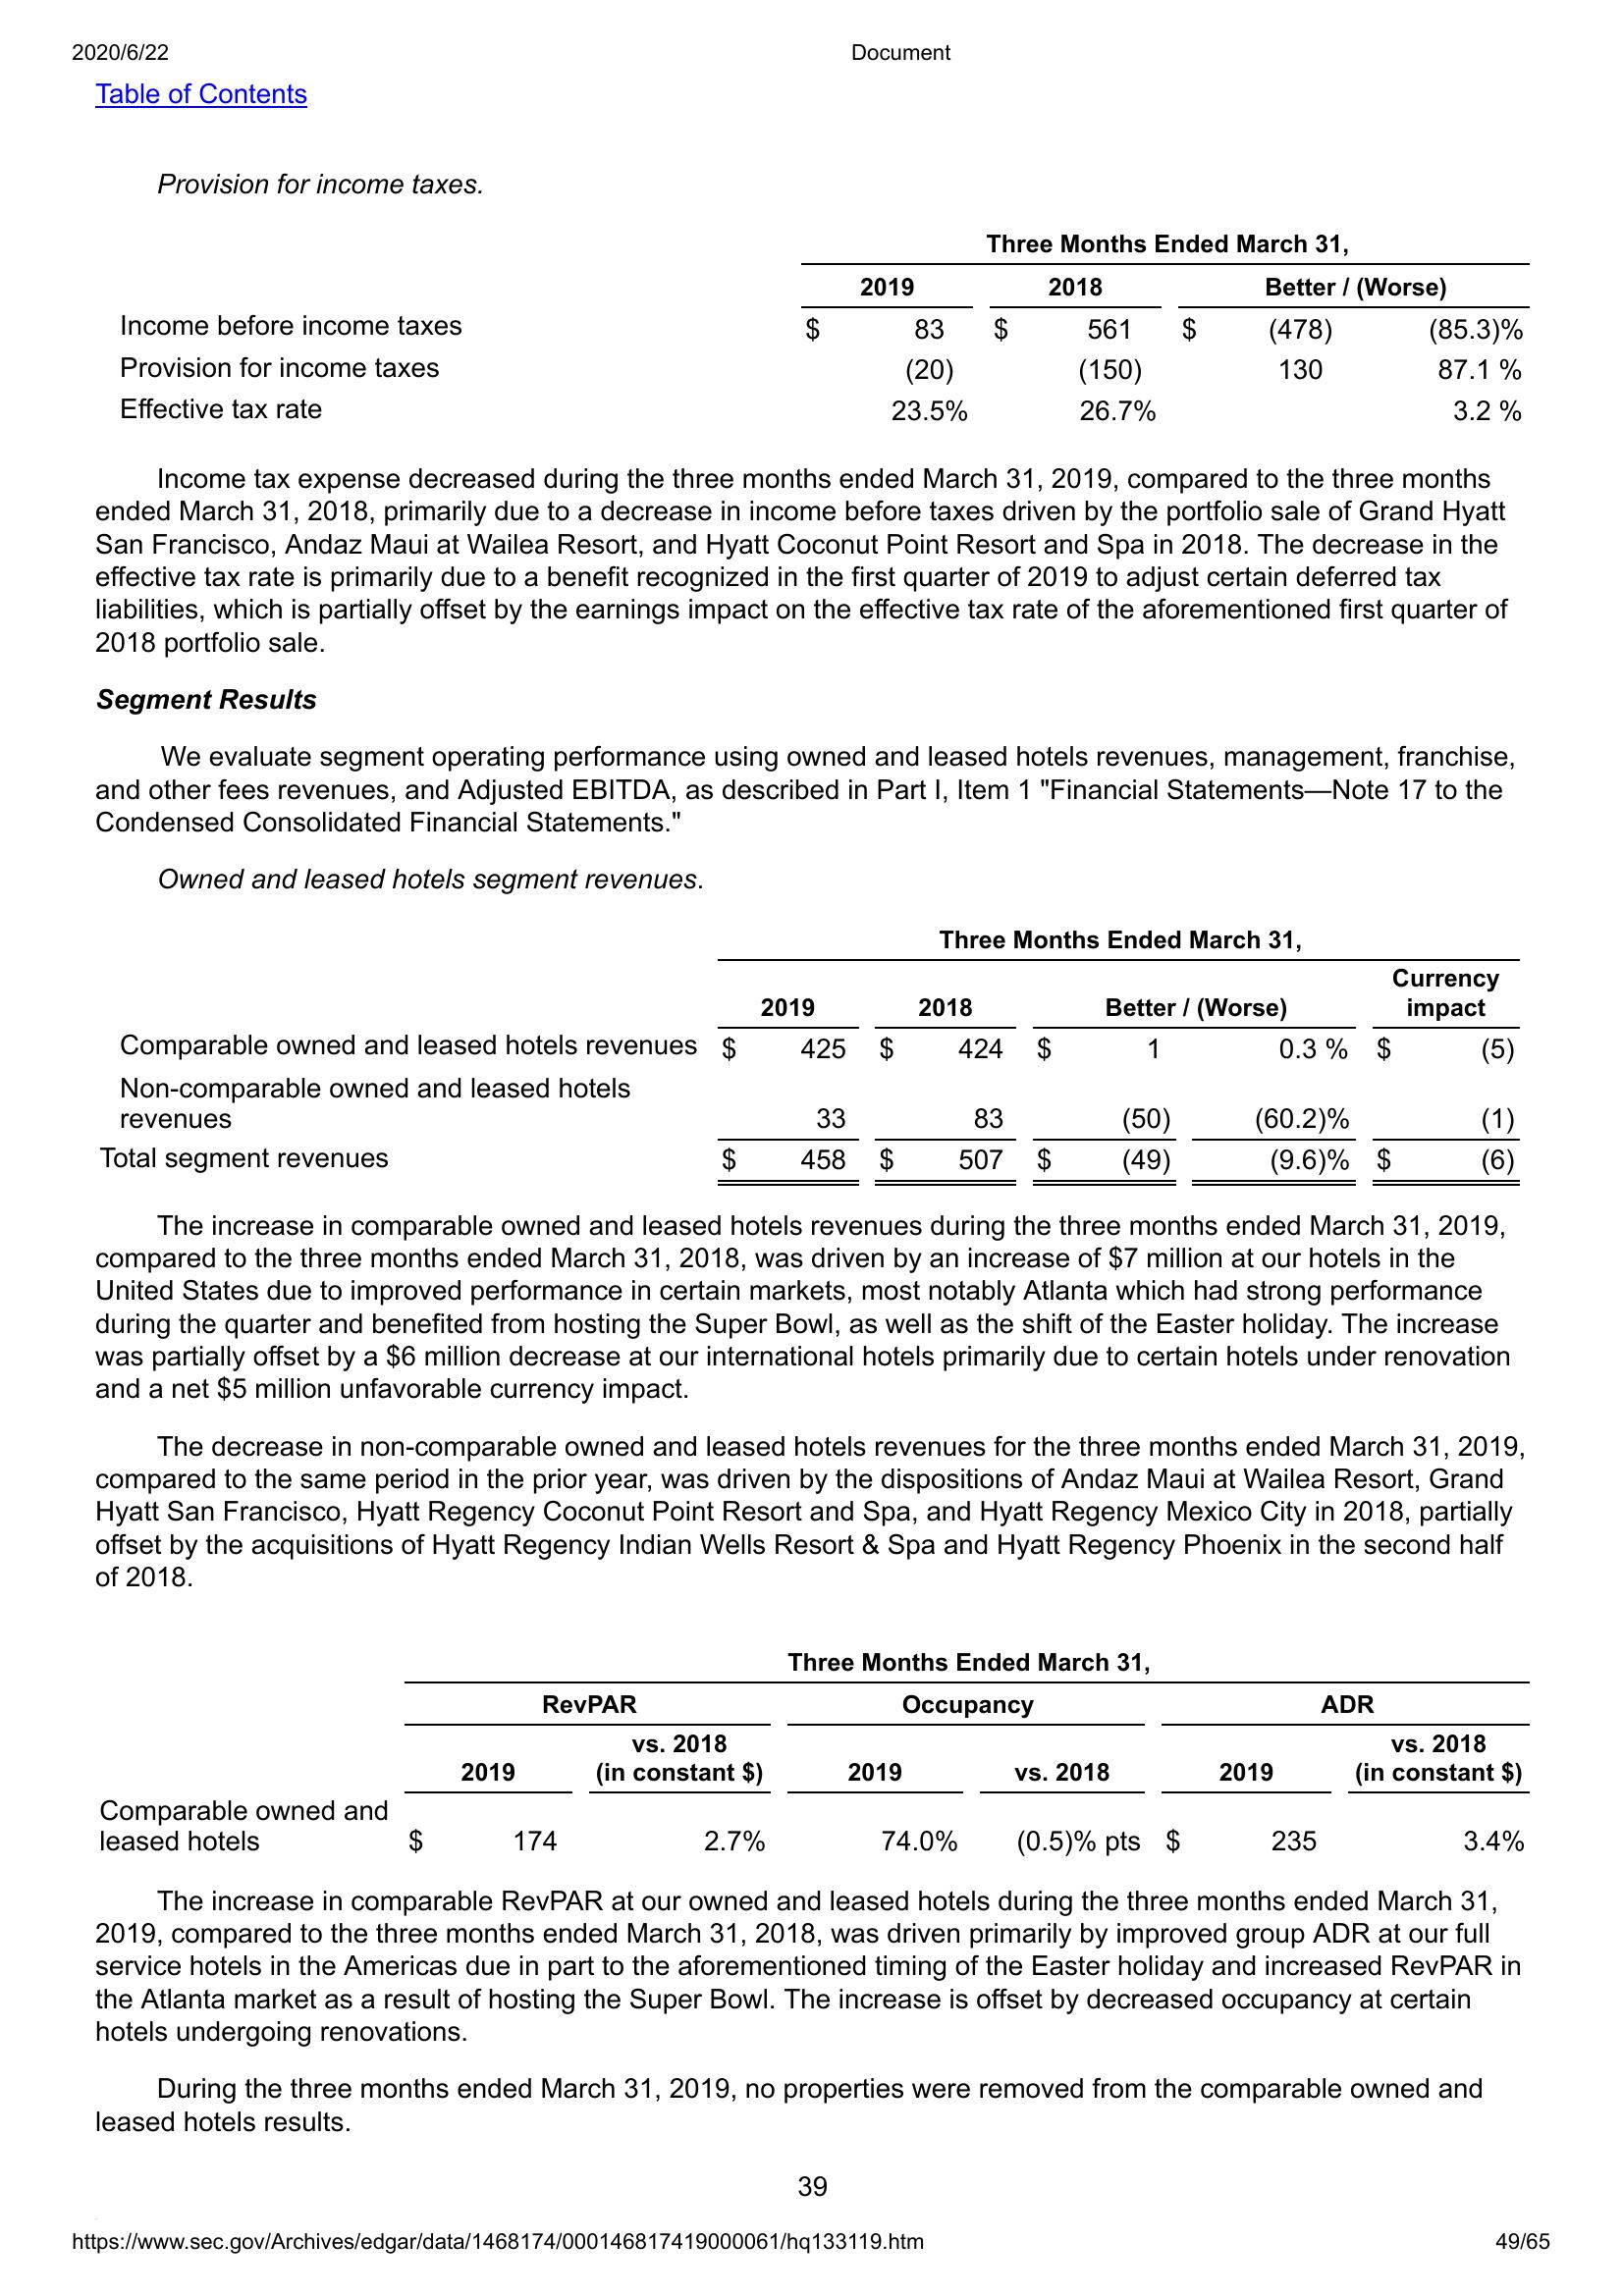 2020/6/22 Document
Table of Contents
Provision for income taxes.
Three Months Ended March 31,
2019 2018 Better / (Worse)
Income before income taxes $ 83 $ 561 $ (478) (85.3)%
Provision for income taxes (20) (150) 130 87.1 %
Effective tax rate 23.5% 26.7% 3.2 %
Income tax expense decreased during the three months ended March 31, 2019, compared to the three months
ended March 31, 2018, primarily due to a decrease in income before taxes driven by the portfolio sale of Grand Hyatt
San Francisco, Andaz Maui at Wailea Resort, and Hyatt Coconut Point Resort and Spa in 2018. The decrease in the
effective tax rate is primarily due to a benefit recognized in the first quarter of 2019 to adjust certain deferred tax
liabilities, which is partially offset by the earnings impact on the effective tax rate of the aforementioned first quarter of
2018 portfolio sale.
Segment Results
We evaluate segment operating performance using owned and leased hotels revenues, management, franchise,
and other fees revenues, and Adjusted EBITDA, as described in Part I, Item 1 "Financial Statements—Note 17 to the
Condensed Consolidated Financial Statements."
Owned and leased hotels segment revenues.
Three Months Ended March 31,
Currency
2019 2018 Better / (Worse) impact
Comparable owned and leased hotels revenues $ 425 $ 424 $ 1 0.3 % $ (5)
Non-comparable owned and leased hotels
revenues 33 83 (50) (60.2)% (1)
Total segment revenues $ 458 $ 507 $ (49) (9.6)% $ (6)
The increase in comparable owned and leased hotels revenues during the three months ended March 31, 2019,
compared to the three months ended March 31, 2018, was driven by an increase of $7 million at our hotels in the
United States due to improved performance in certain markets, most notably Atlanta which had strong performance
during the quarter and benefited from hosting the Super Bowl, as well as the shift of the Easter holiday. The increase
was partially offset by a $6 million decrease at our international hotels primarily due to certain hotels under renovation
and a net $5 million unfavorable currency impact.
The decrease in non-comparable owned and leased hotels revenues for the three months ended March 31, 2019,
compared to the same period in the prior year, was driven by the dispositions of Andaz Maui at Wailea Resort, Grand
Hyatt San Francisco, Hyatt Regency Coconut Point Resort and Spa, and Hyatt Regency Mexico City in 2018, partially
offset by the acquisitions of Hyatt Regency Indian Wells Resort & Spa and Hyatt Regency Phoenix in the second half
of 2018.
Three Months Ended March 31,
RevPAR Occupancy ADR
vs. 2018 vs. 2018
2019 (in constant $) 2019 vs. 2018 2019 (in constant $)
Comparable owned and
leased hotels $ 174 2.7% 74.0% (0.5)% pts $ 235 3.4%
The increase in comparable RevPAR at our owned and leased hotels during the three months ended March 31,
2019, compared to the three months ended March 31, 2018, was driven primarily by improved group ADR at our full
service hotels in the Americas due in part to the aforementioned timing of the Easter holiday and increased RevPAR in
the Atlanta market as a result of hosting the Super Bowl. The increase is offset by decreased occupancy at certain
hotels undergoing renovations.
During the three months ended March 31, 2019, no properties were removed from the comparable owned and
leased hotels results.
39
https://www.sec.gov/Archives/edgar/data/1468174/000146817419000061/hq133119.htm 49/65